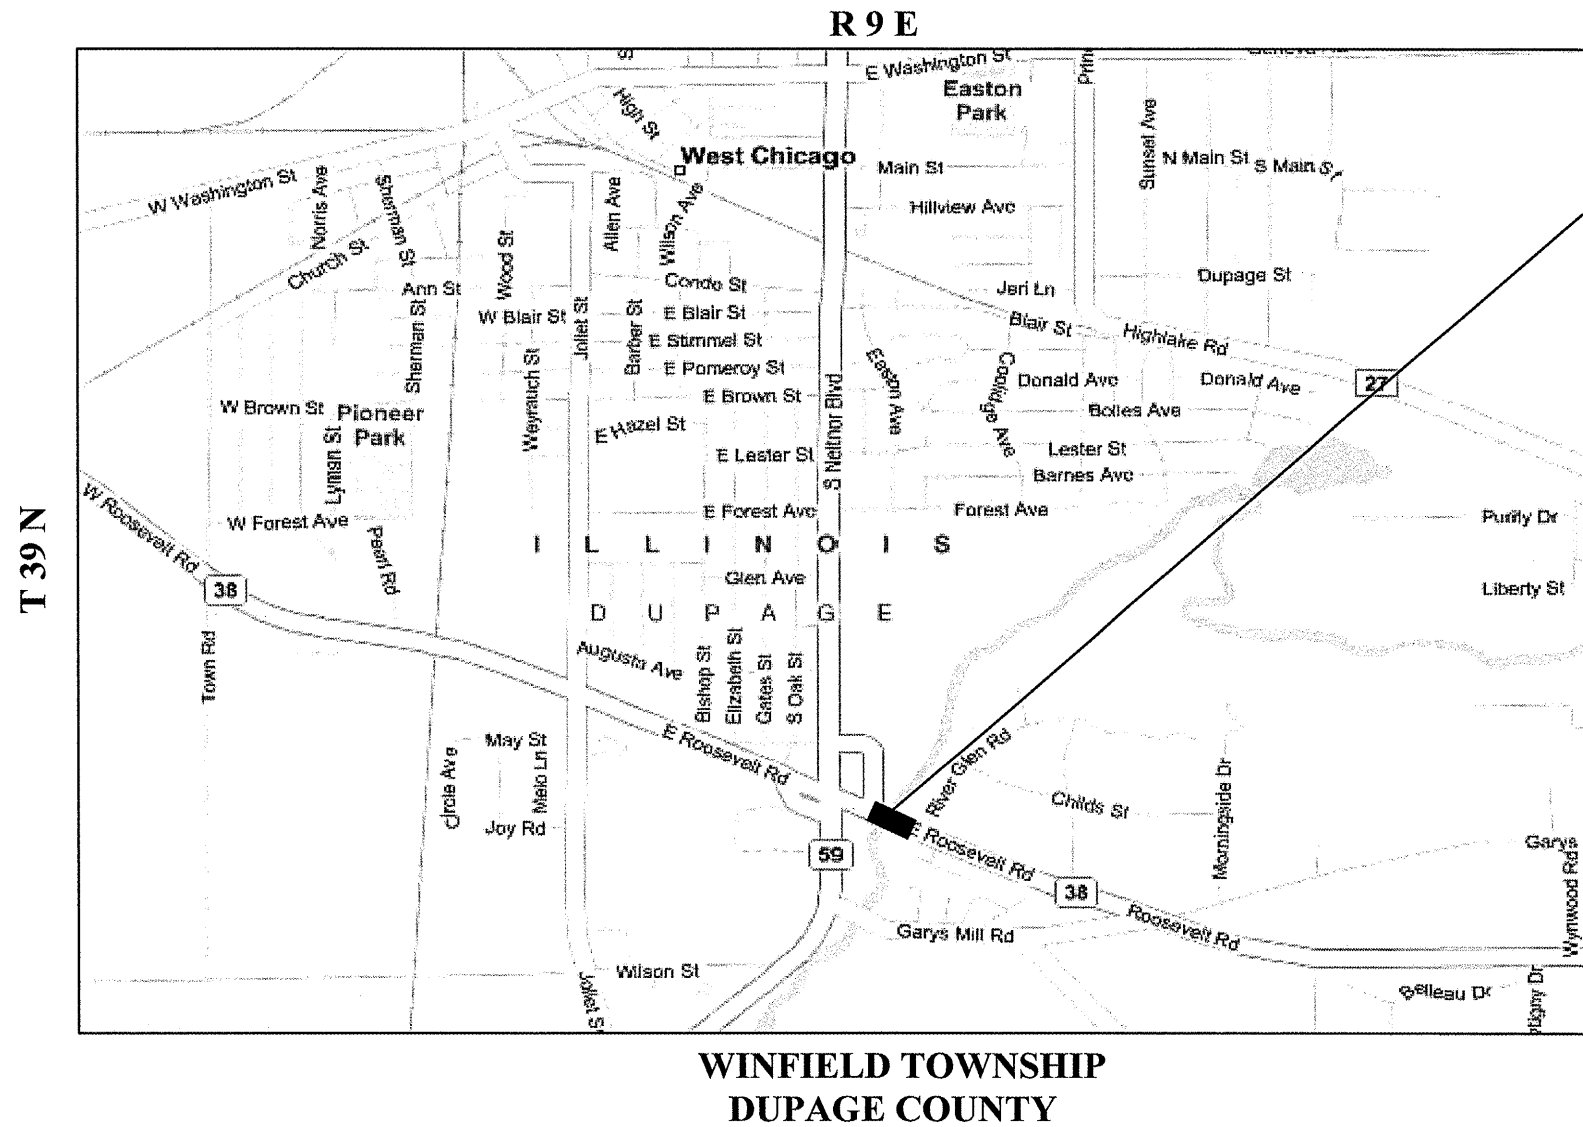 R 9 E
E Washington St
Easton
Park
High St
West Chicago
Main St
Sunset Ave
N Main St
S Main
W Washington St
Norris Ave
Sherman St
Allen Ave
Wilson Ave
Hillview Ave
Church St
Wood St
Ann St
Condo St
Jeri Ln
Dupage St
W Blair St
Joliet St
Barber St
E Blair St
Blair St
Highlake Rd
Sherman St
Weyrauch St
E Stimmel St
E Pomeroy St
Easton Ave
Coolidge Ave
Donald Ave
Donald Ave
27
W Brown St
Pioneer
Park
E Brown St
S Neltnor Blvd
Bolles Ave
E Hazel St
Lyman St
E Lester St
Lester St
Barnes Ave
W Roosevelt Rd
W Forest Ave
Pearl Rd
E Forest Ave
Forest Ave
Purify Dr
T 39 N
I L L I N O I S
38
Glen Ave
Liberty St
D U P A G E
Town Rd
Augusta Ave
Bishop St
Elizabeth St
Gates St
S Oak St
E Roosevelt Rd
May St
Circle Ave
Melo Ln
Joy Rd
River Glen Rd
Childs St
Morningside Dr
E Roosevelt Rd
59
38
Garys
Wynwood Rd
Roosevelt Rd
Garys Mill Rd
Wilson St
Joliet St
Belleau Dr
WINFIELD TOWNSHIP
DUPAGE COUNTY